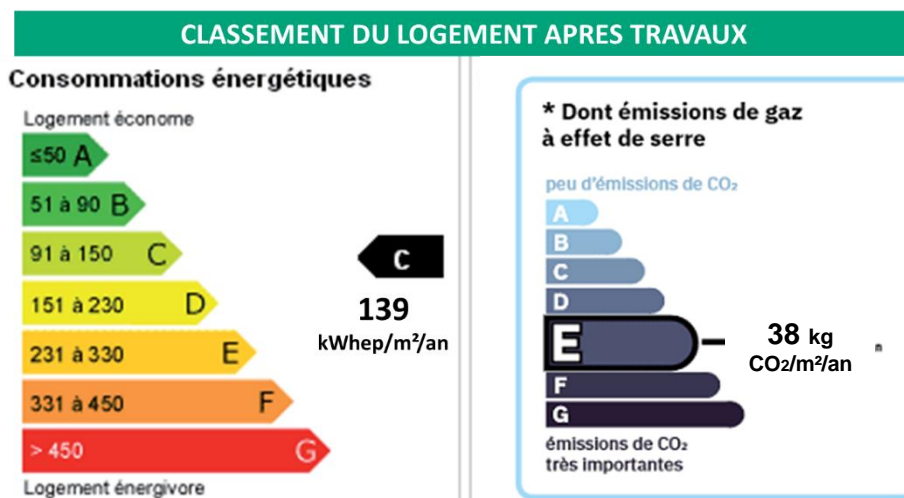 CLASSEMENT DU LOGEMENT APRES TRAVAUX
Consommations énergétiques
Logement économe
≤50 A
51 à 90 B
91 à 150 C
151 à 230 D
231 à 330 E
331 à 450 F
> 450 G
Logement énergivore
C
139
kWhep/m²/an
* Dont émissions de gaz
à effet de serre
peu d'émissions de CO₂
A
B
C
D
E
F
G
38 kg
CO₂/m²/an
émissions de CO₂
très importantes